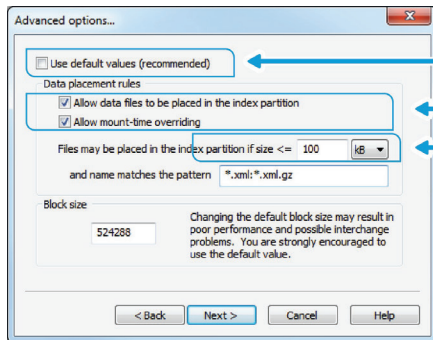 Advanced options...
Use default values (recommended)
Data placement rules
Allow data files to be placed in the index partition
Allow mount-time overriding
Files may be placed in the index partition if size <= 100 kB
and name matches the pattern *.xml:*.xml.gz
Block size
524288
Changing the default block size may result in
poor performance and possible interchange
problems. You are strongly encouraged to
use the default value.
< Back Next > Cancel Help